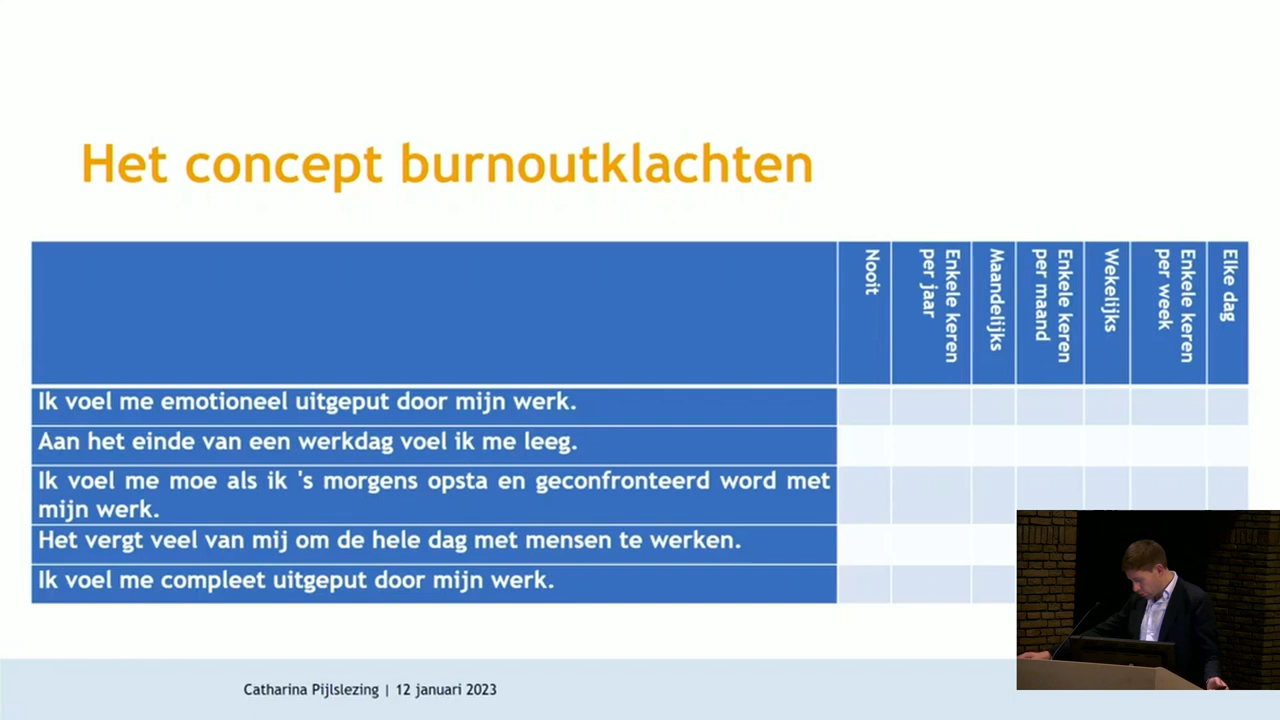 Het concept burnoutklachten
Nooit
Enkele keren
per jaar
Maandelijks
Enkele keren
per maand
Wekelijks
Enkele keren
per week
Elke dag
Ik voel me emotioneel uitgeput door mijn werk.
Aan het einde van een werkdag voel ik me leeg.
Ik voel me moe als ik 's morgens opsta en geconfronteerd word met
mijn werk.
Het vergt veel van mij om de hele dag met mensen te werken.
Ik voel me compleet uitgeput door mijn werk.
Catharina Pijlslezing | 12 januari 2023